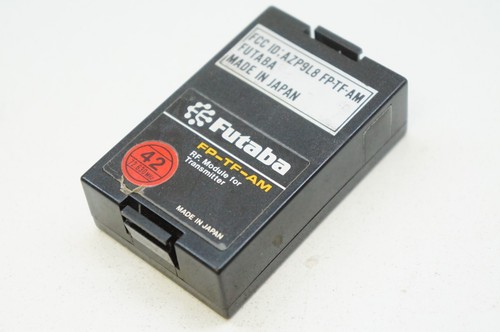 FCC ID:AZP9L8 FP-TF-AM
FUTABA
MADE IN JAPAN
Futaba
FP-TF-AM
RF. Module for
Transmitter
42
MADE IN JAPAN